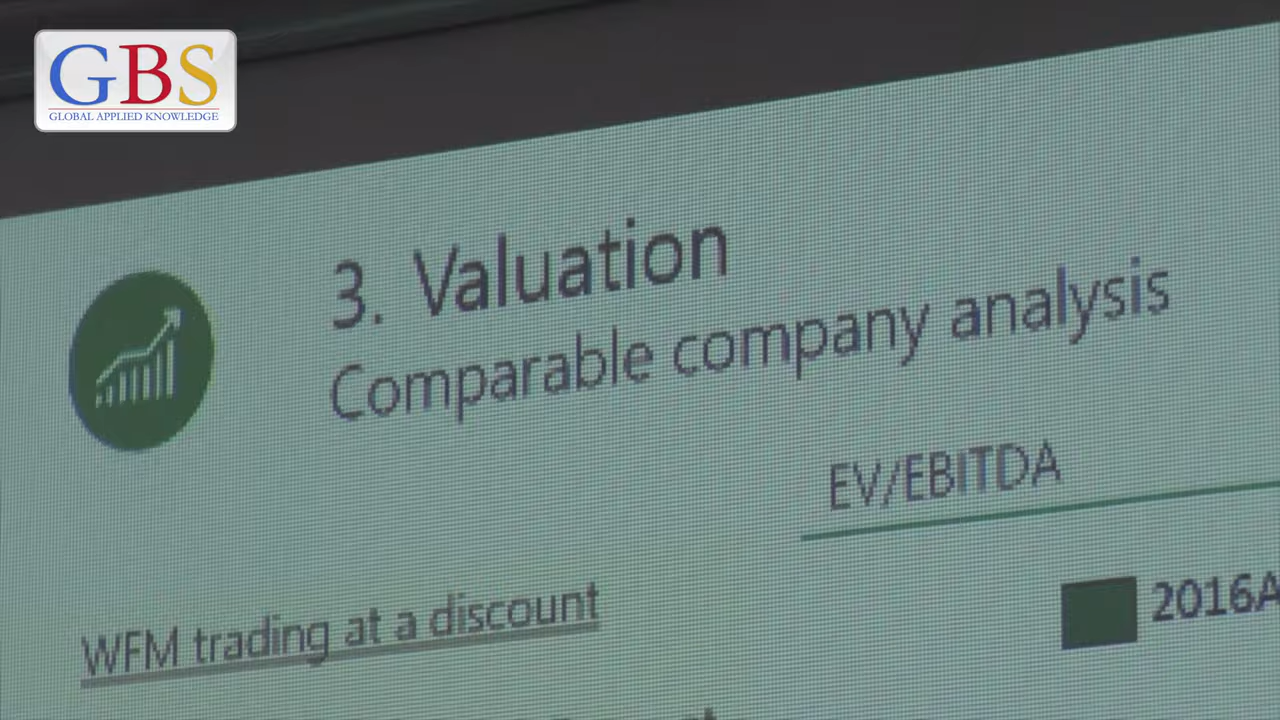 GBS
GLOBAL APPLIED KNOWLEDGE
3. Valuation
Comparable company analysis
EV/EBITDA
2016A
WFM trading at a discount